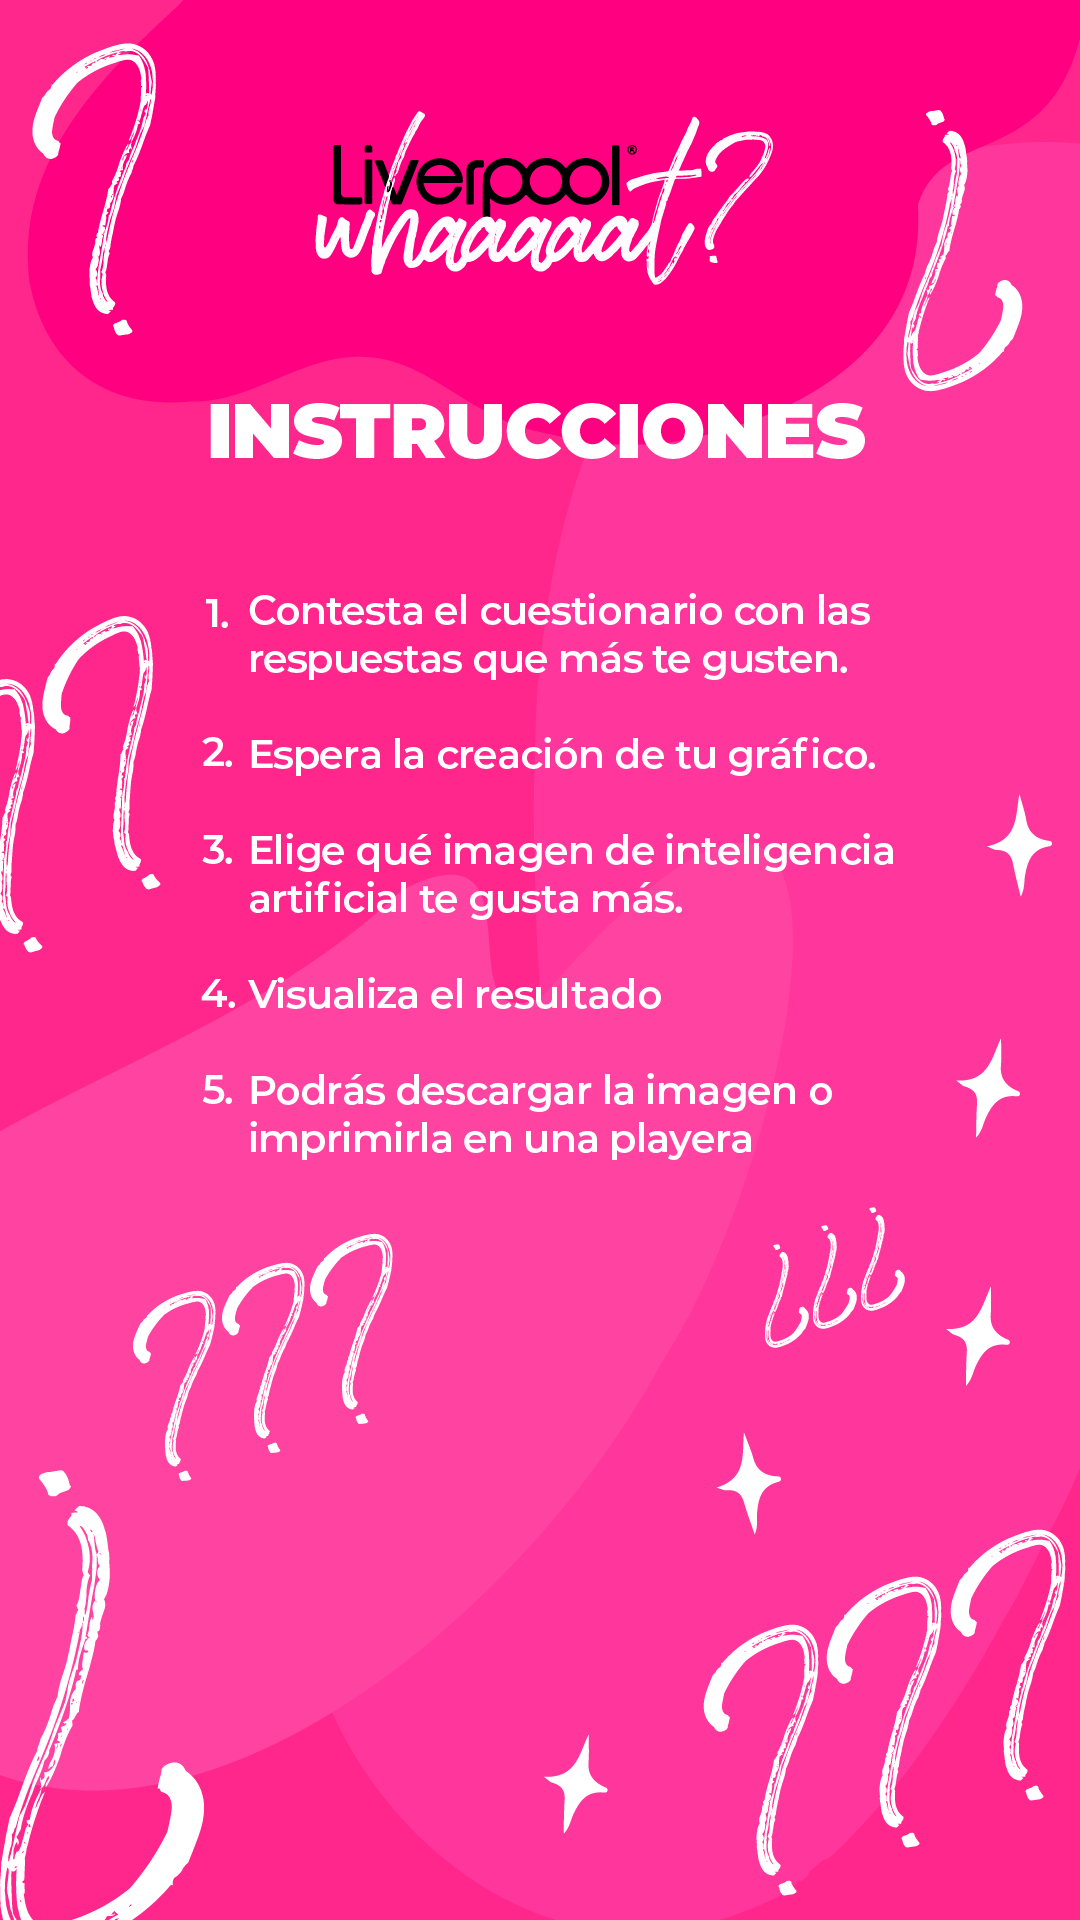 Liverpool®
whaaaaat?
INSTRUCCIONES
1. Contesta el cuestionario con las
respuestas que más te gusten.
2. Espera la creación de tu gráfico.
3. Elige qué imagen de inteligencia
artificial te gusta más.
4. Visualiza el resultado
5. Podrás descargar la imagen o
imprimirla en una playera